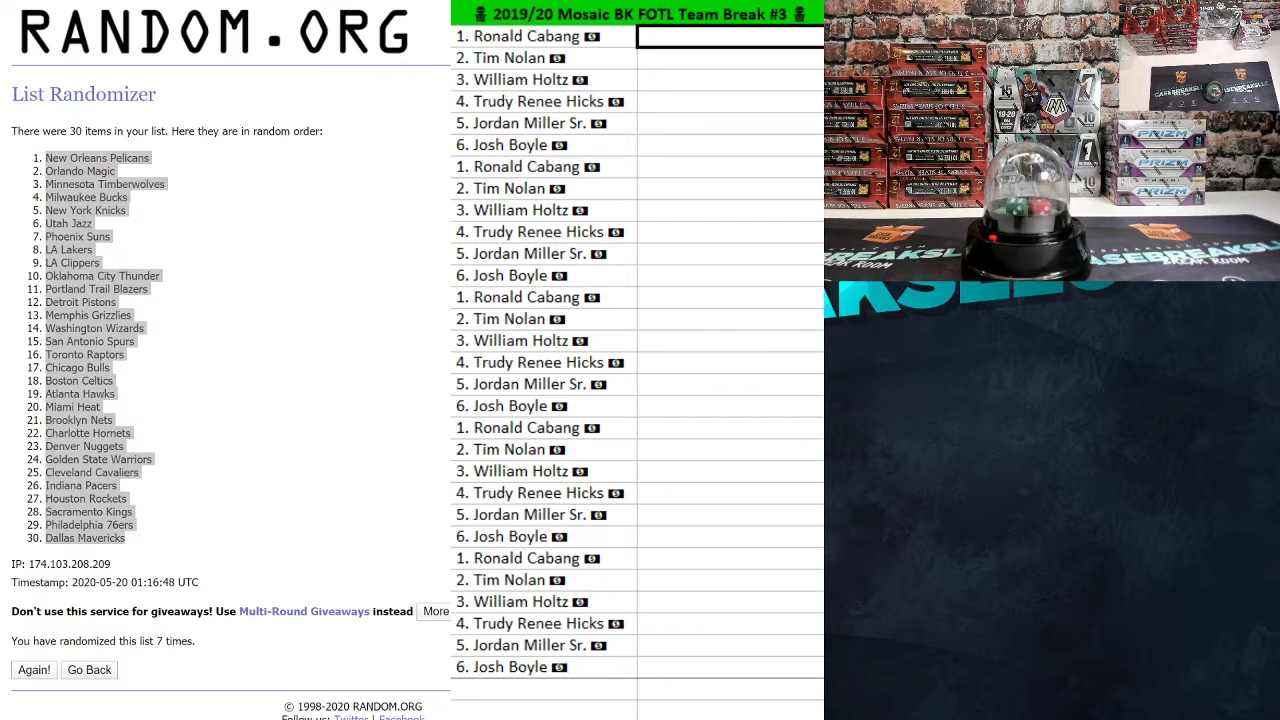 RANDOM.ORG
List Randomizer
There were 30 items in your list. Here they are in random order:
1. New Orleans Pelicans
2. Orlando Magic
3. Minnesota Timberwolves
4. Milwaukee Bucks
5. New York Knicks
6. Utah Jazz
7. Phoenix Suns
8. LA Lakers
9. LA Clippers
10. Oklahoma City Thunder
11. Portland Trail Blazers
12. Detroit Pistons
13. Memphis Grizzlies
14. Washington Wizards
15. San Antonio Spurs
16. Toronto Raptors
17. Chicago Bulls
18. Boston Celtics
19. Atlanta Hawks
20. Miami Heat
21. Brooklyn Nets
22. Charlotte Hornets
23. Denver Nuggets
24. Golden State Warriors
25. Cleveland Cavaliers
26. Indiana Pacers
27. Houston Rockets
28. Sacramento Kings
29. Philadelphia 76ers
30. Dallas Mavericks
IP: 174.103.208.209
Timestamp: 2020-05-20 01:16:48 UTC
Don't use this service for giveaways! Use Multi-Round Giveaways instead More
You have randomized this list 7 times.
Again! Go Back
© 1998-2020 RANDOM.ORG
Follow us: Twitter | Facebook
2019/20 Mosaic BK FOTL Team Break #3
1. Ronald Cabang
2. Tim Nolan
3. William Holtz
4. Trudy Renee Hicks
5. Jordan Miller Sr.
6. Josh Boyle
1. Ronald Cabang
2. Tim Nolan
3. William Holtz
4. Trudy Renee Hicks
5. Jordan Miller Sr.
6. Josh Boyle
1. Ronald Cabang
2. Tim Nolan
3. William Holtz
4. Trudy Renee Hicks
5. Jordan Miller Sr.
6. Josh Boyle
1. Ronald Cabang
2. Tim Nolan
3. William Holtz
4. Trudy Renee Hicks
5. Jordan Miller Sr.
6. Josh Boyle
1. Ronald Cabang
2. Tim Nolan
3. William Holtz
4. Trudy Renee Hicks
5. Jordan Miller Sr.
6. Josh Boyle
PRIZM
PRIZM
PRIZM
BREAK ROOM